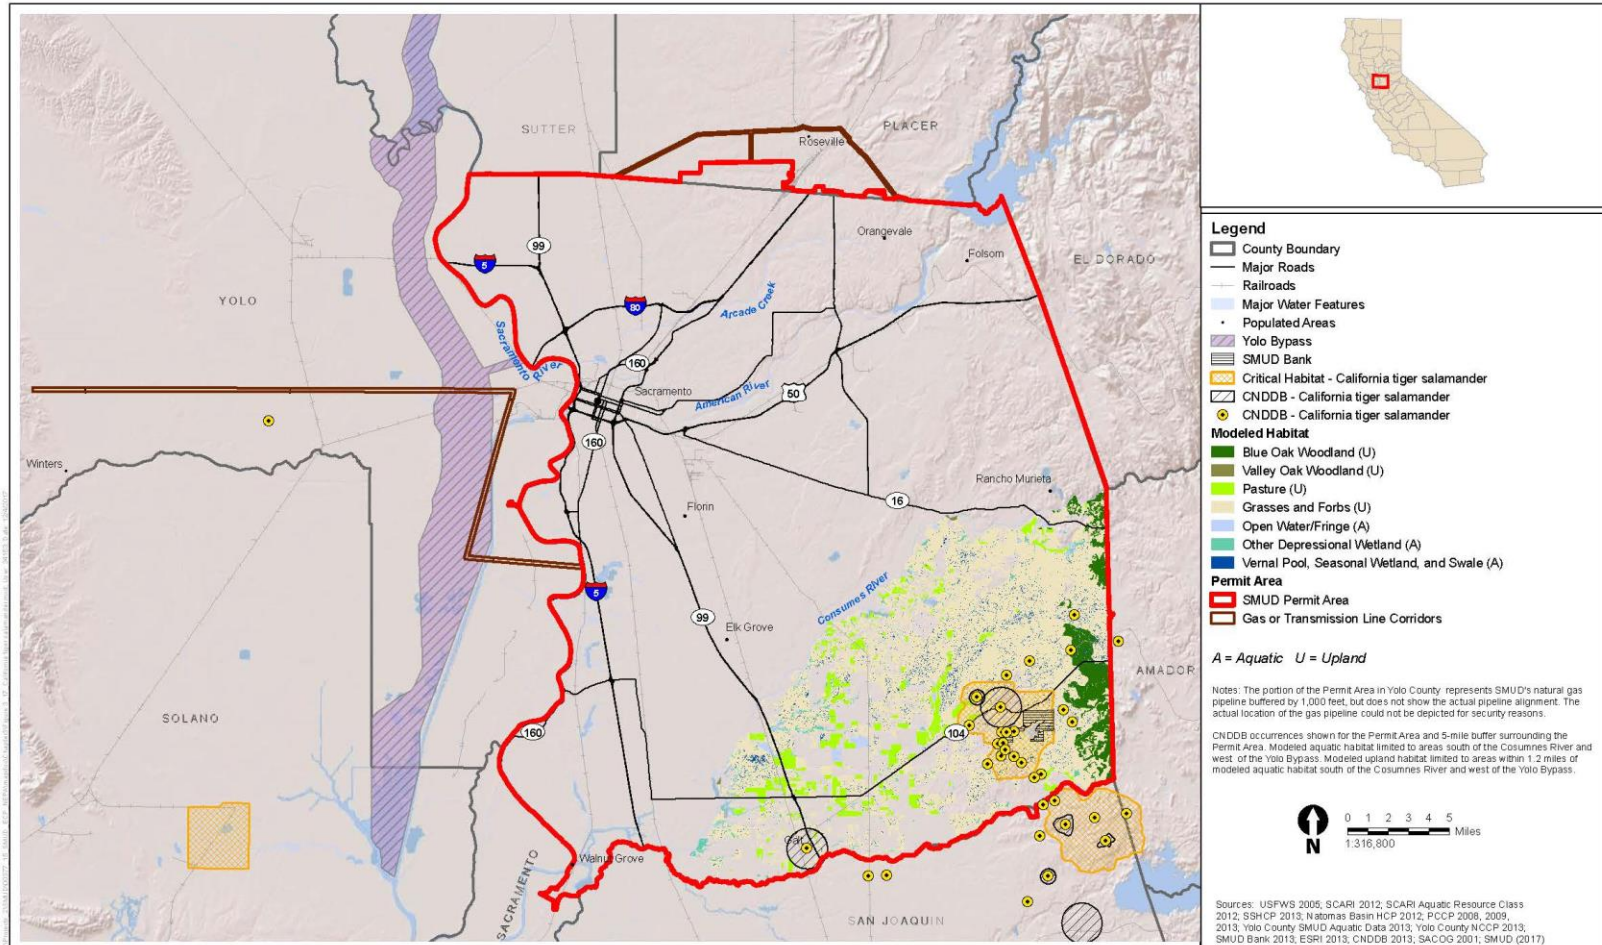 SUTTER
PLACER
Roseville
99
Orangevale
5
Folsom
EL DORADO
YOLO
80
Arcade Creek
Sacramento
River
160
Sacramento
American River
50
160
Winters
Rancho Murieta
16
Florin
5
Consumes River
99
Elk Grove
AMADOR
SOLANO
160
104
Galt
Walnut Grove
SACRAMENTO
SAN JOAQUIN
Legend
County Boundary
Major Roads
Railroads
Major Water Features
Populated Areas
Yolo Bypass
SMUD Bank
Critical Habitat - California tiger salamander
CNDDB - California tiger salamander
CNDDB - California tiger salamander
Modeled Habitat
Blue Oak Woodland (U)
Valley Oak Woodland (U)
Pasture (U)
Grasses and Forbs (U)
Open Water/Fringe (A)
Other Depressional Wetland (A)
Vernal Pool, Seasonal Wetland, and Swale (A)
Permit Area
SMUD Permit Area
Gas or Transmission Line Corridors
A = Aquatic U = Upland
Notes: The portion of the Permit Area in Yolo County represents SMUD's natural gas
pipeline buffered by 1,000 feet, but does not show the actual pipeline alignment. The
actual location of the gas pipeline could not be depicted for security reasons.
CNDDB occurrences shown for the Permit Area and 5-mile buffer surrounding the
Permit Area. Modeled aquatic habitat limited to areas south of the Cosumnes River and
west of the Yolo Bypass. Modeled upland habitat limited to areas within 1.2 miles of
modeled aquatic habitat south of the Cosumnes River and west of the Yolo Bypass.
0 1 2 3 4 5
Miles
1:316,800
N
Sources: USFWS 2005; SCARI 2012; SCARI Aquatic Resource Class
2012; SSHCP 2013; Natomas Basin HCP 2012; PCCP 2008, 2009,
2013; Yolo County SMUD Aquatic Data 2013; Yolo County NCCP 2013;
SMUD Bank 2013; ESRI 2013; CNDDB 2013; SACOG 2001; SMUD (2017)